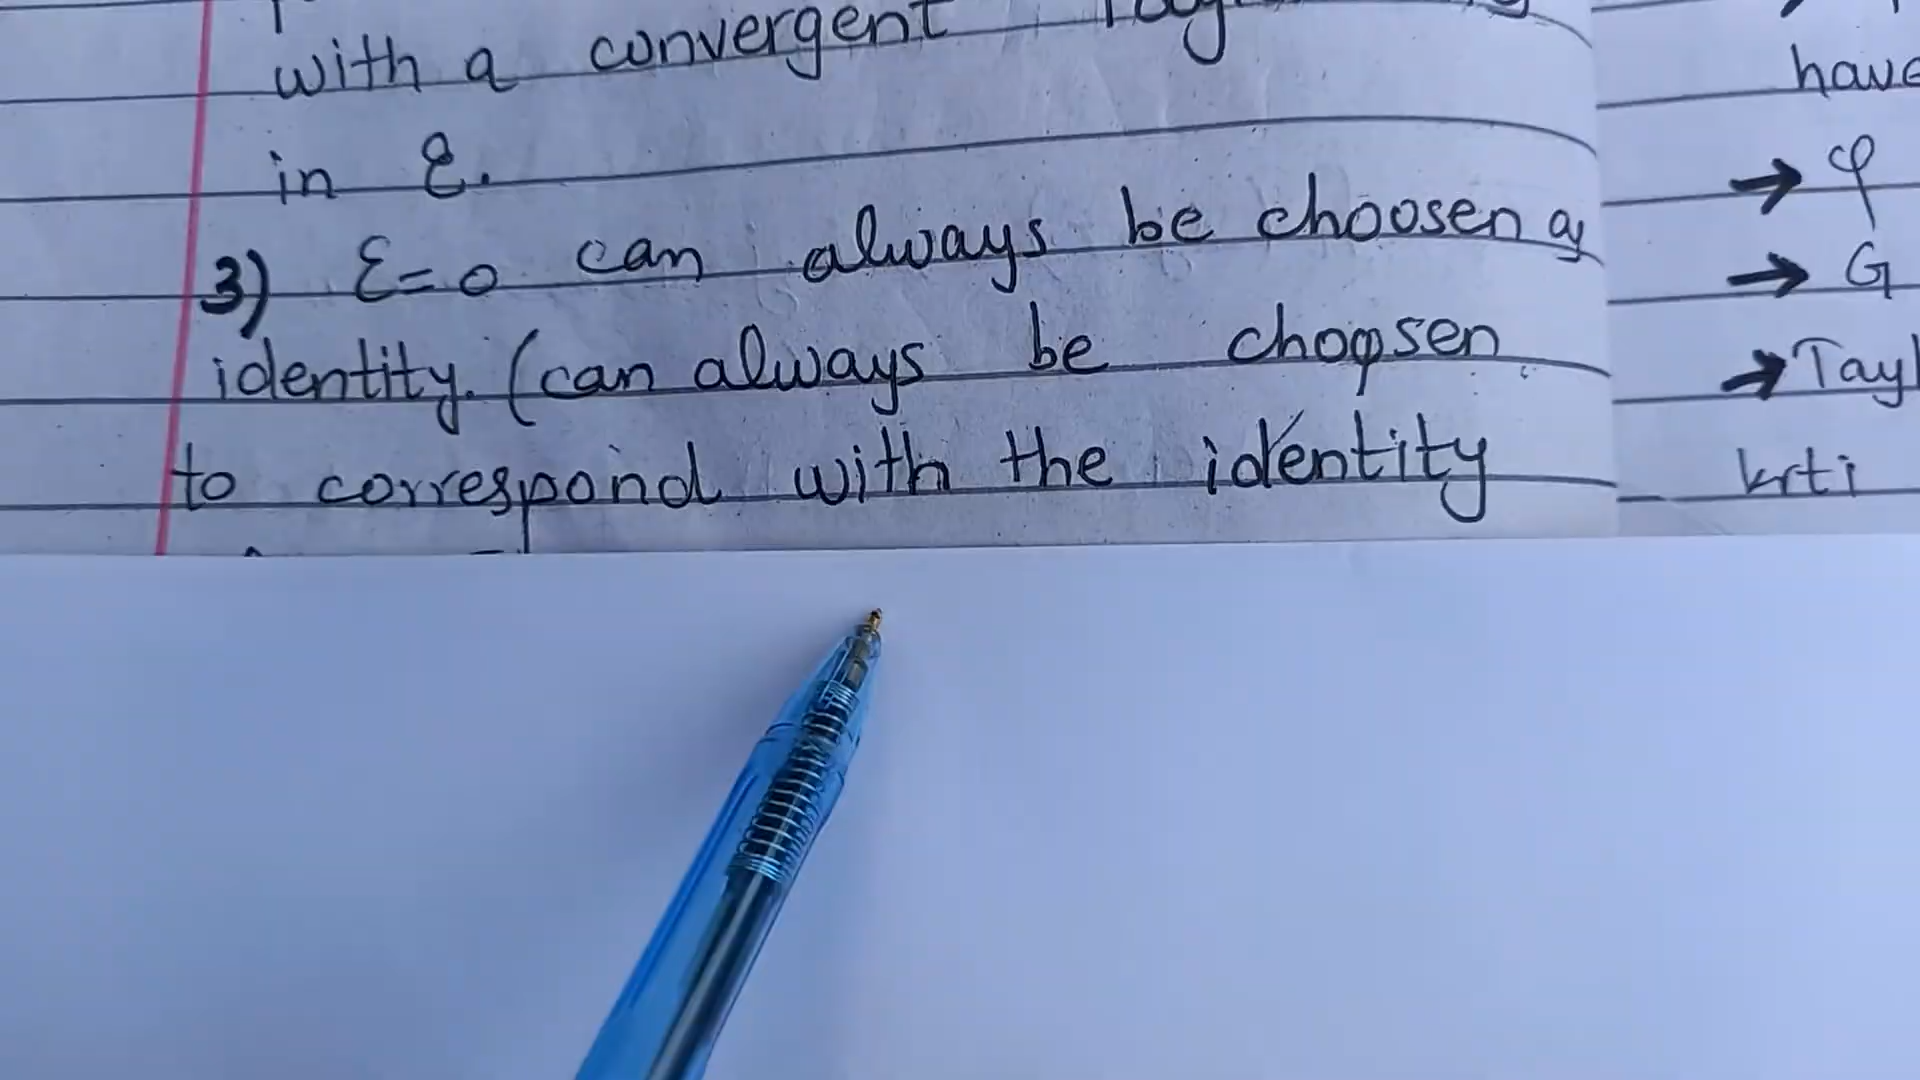 with a convergent
in ε.
3) ε=0 can always be choosen as
identity. (can always be choosen
to correspond with the identity
have
→ φ
→ G
→ Tayl
krti